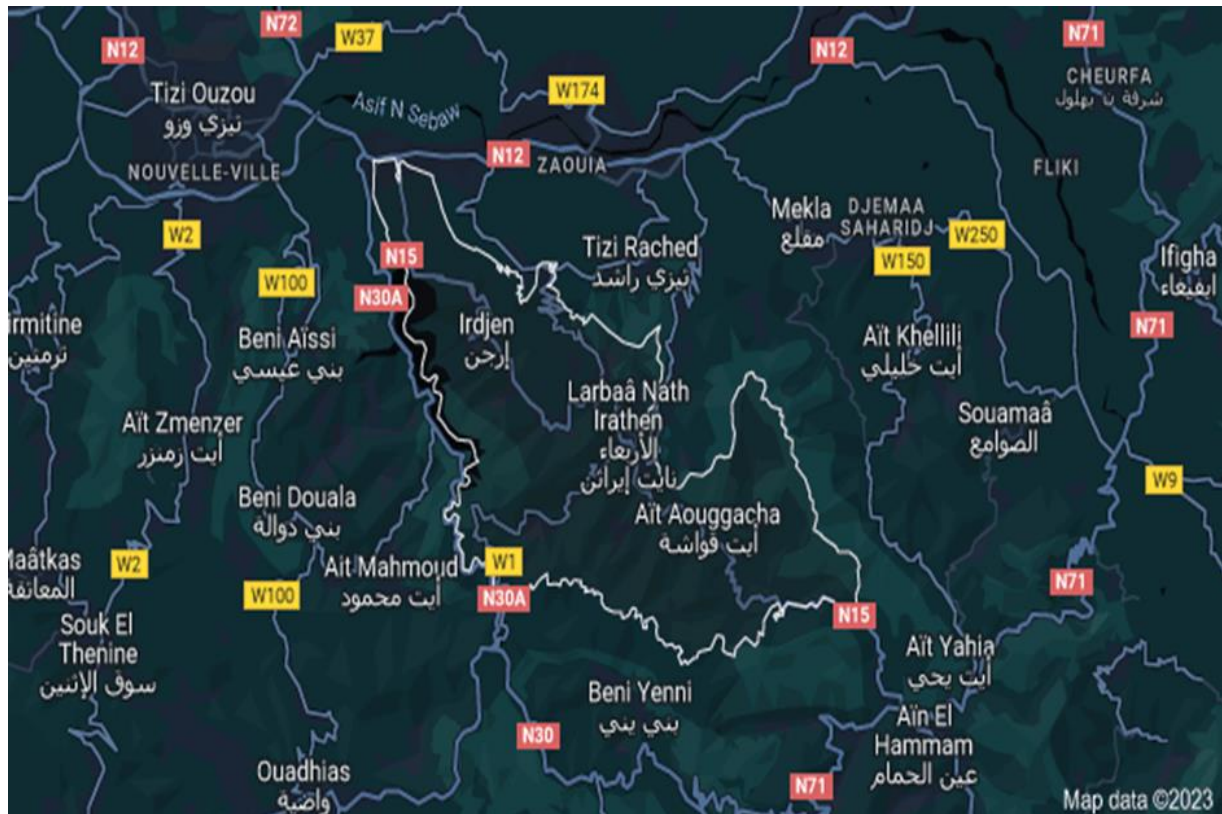 N72
N12
W37
N12
N71
CHEURFA
شرفة ن بهلول
Tizi Ouzou
تيزي وزو
W174
Asif N Sebaw
NOUVELLE-VILLE
N12
ZAOUIA
FLIKI
W2
Mekla
مقلع
DJEMAA
SAHARIDJ
W250
N15
Tizi Rached
تيزي راشد
W150
Ifigha
ايفيغاء
W100
N30A
irmitine
ترمتين
Beni Aïssi
بني عيسي
Irdjen
إرجن
Aït Khellili
أيت خليلي
N71
Aït Zmenzer
أيت زمنزر
Larbaâ Nath
Irathen
الأربعاء
نايت إيراثن
Souamaâ
الصوامع
W9
Beni Douala
بني دوالة
Aït Aouggacha
أيت قواشة
Maâtkas
المعاتقة
W2
Ait Mahmoud
أيت محمود
W1
N30A
W100
N71
N15
Souk El
Thenine
سوق الإثنين
Aït Yahia
أيت يحي
Beni Yenni
بني يني
Aïn El
Hammam
عين الحمام
N30
Ouadhias
واضية
N71
Map data ©2023